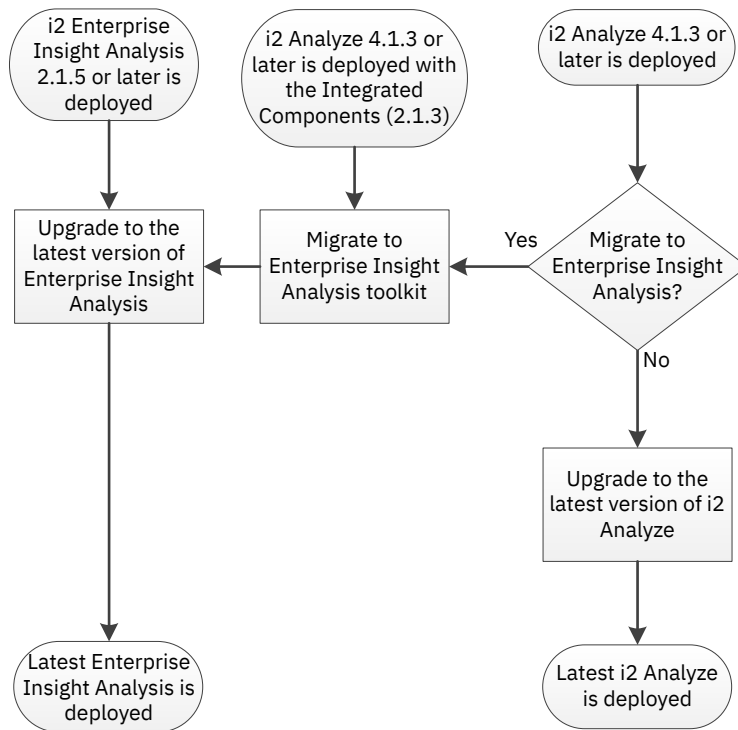 i2 Enterprise
Insight Analysis
2.1.5 or later is
deployed
i2 Analyze 4.1.3 or
later is deployed with
the Integrated
Components (2.1.3)
i2 Analyze 4.1.3 or
later is deployed
Upgrade to the
latest version of
Enterprise Insight
Analysis
Migrate to
Enterprise Insight
Analysis toolkit
Yes
Migrate to
Enterprise Insight
Analysis?
No
Upgrade to the
latest version of i2
Analyze
Latest Enterprise
Insight Analysis is
deployed
Latest i2 Analyze
is deployed